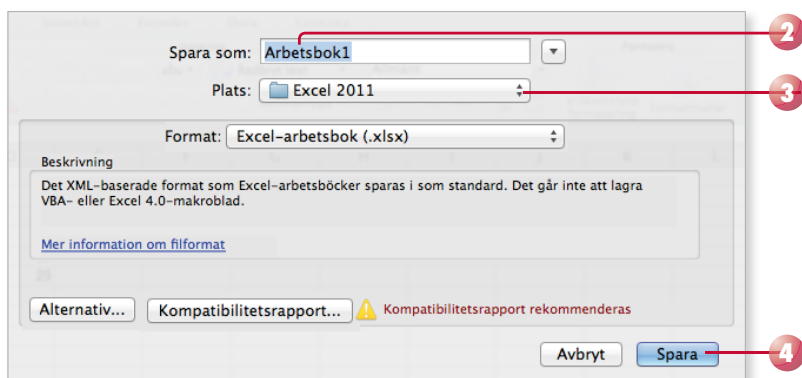 2
Spara som: Arbetsbok1
3
Plats: Excel 2011
Format: Excel-arbetsbok (.xlsx)
Beskrivning
Det XML-baserade format som Excel-arbetsböcker sparas i som standard. Det går inte att lagra
VBA- eller Excel 4.0-makroblad.
Mer information om filformat
Alternativ... Kompatibilitetsrapport... Kompatibilitetsrapport rekommenderas
Avbryt Spara
4